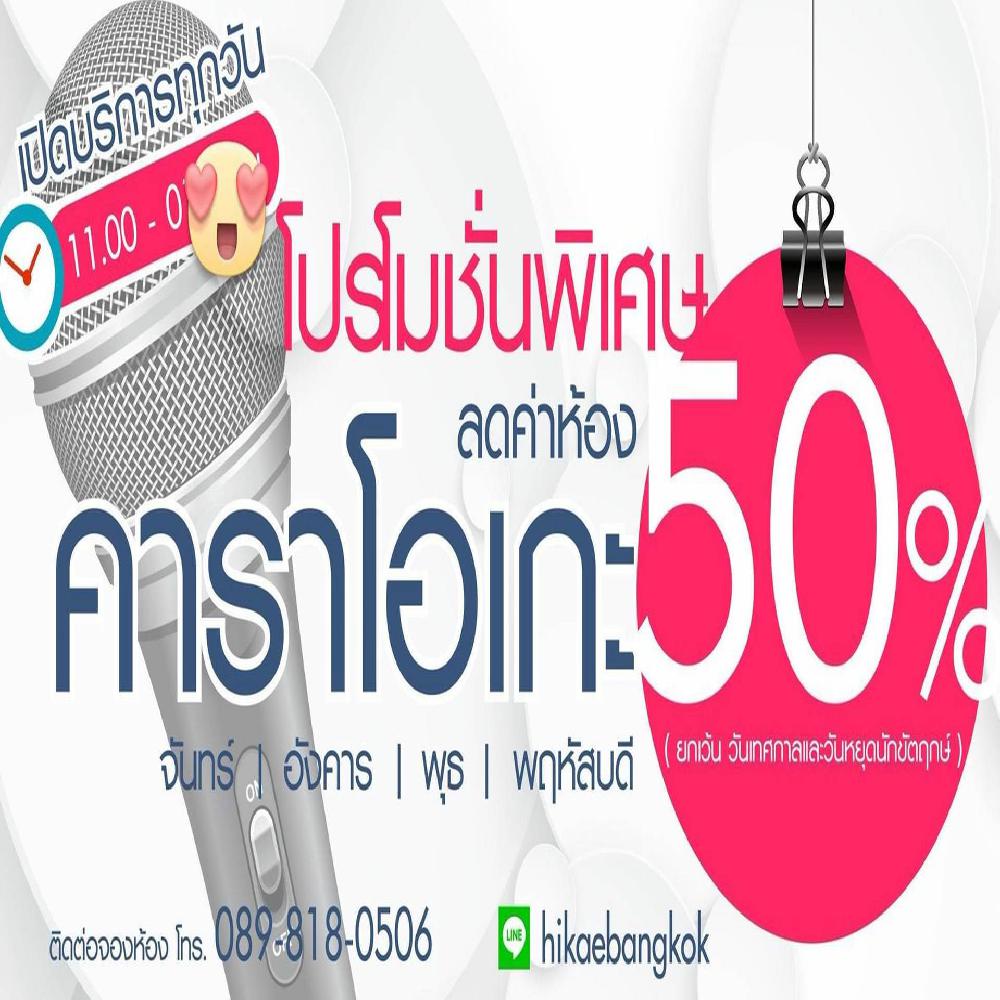 เปิดบริการทุกวัน
11.00 -
โปรโมชั่นพิเศษ
ลดค่าห้อง
คาราโอเกะ
50%
จันทร์ | อังคาร | พุธ | พฤหัสบดี
( ยกเว้น วันเทศกาลและวันหยุดนักขัตฤกษ์ )
ON
ติดต่อจองห้อง โทร. 089-818-0506
LINE hikaebangkok